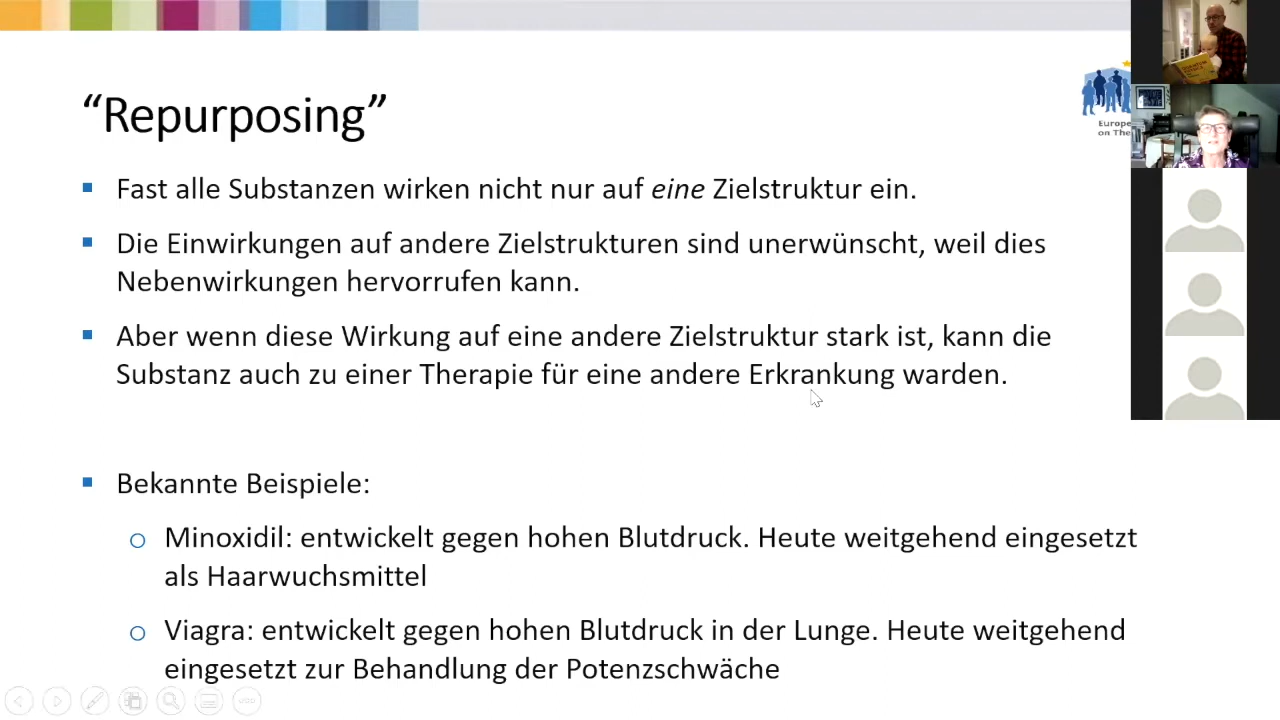 “Repurposing”
Europe
on The
Fast alle Substanzen wirken nicht nur auf eine Zielstruktur ein.
Die Einwirkungen auf andere Zielstrukturen sind unerwünscht, weil dies
Nebenwirkungen hervorrufen kann.
Aber wenn diese Wirkung auf eine andere Zielstruktur stark ist, kann die
Substanz auch zu einer Therapie für eine andere Erkrankung warden.
Bekannte Beispiele:
Minoxidil: entwickelt gegen hohen Blutdruck. Heute weitgehend eingesetzt
als Haarwuchsmittel
Viagra: entwickelt gegen hohen Blutdruck in der Lunge. Heute weitgehend
eingesetzt zur Behandlung der Potenzschwäche